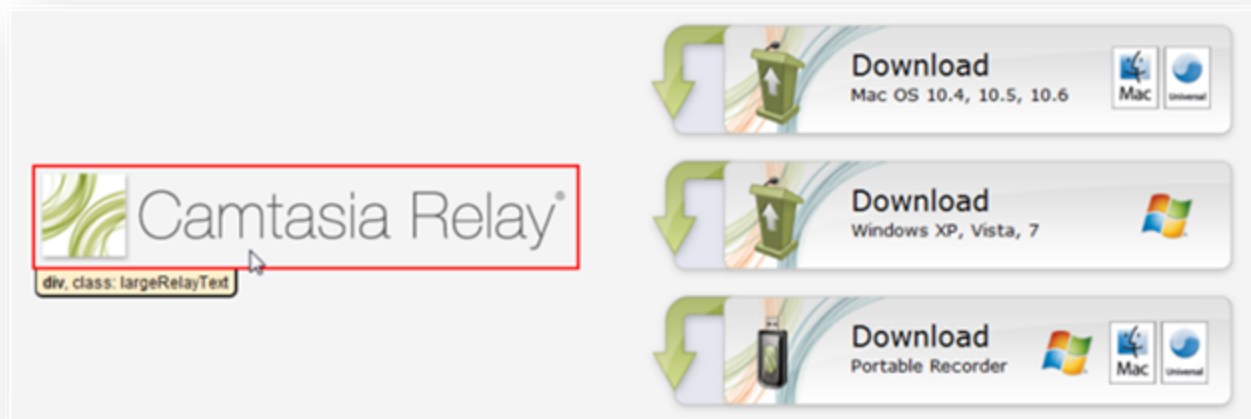 Camtasia Relay®
div, class: largeRelayText
Download
Mac OS 10.4, 10.5, 10.6
Mac
Universal
Download
Windows XP, Vista, 7
Download
Portable Recorder
Mac
Universal